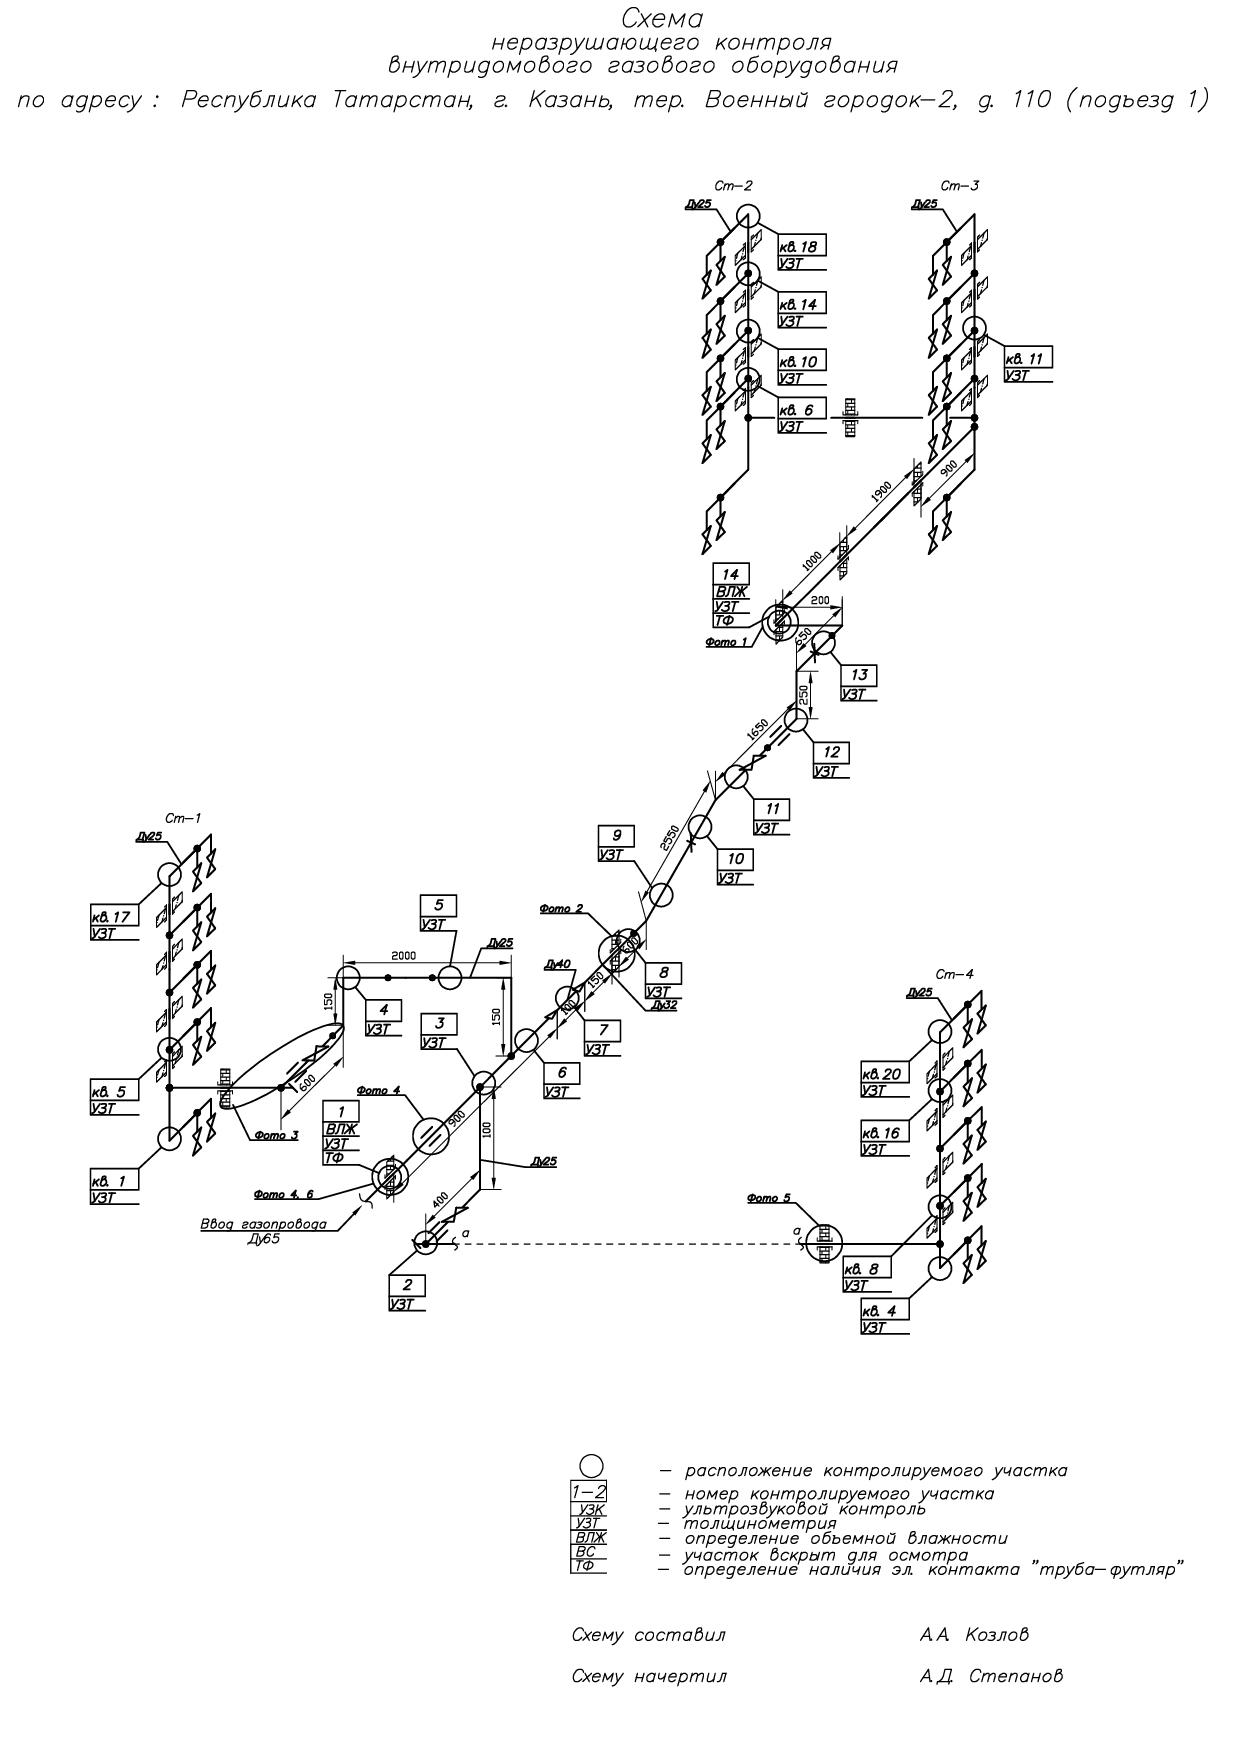 Схема
неразрушающего контроля
внутридомового газового оборудования
по адресу : Республика Татарстан, г. Казань, тер. Военный городок-2, д. 110 (подъезд 1)
Ст-2
Ду25
кв. 18
УЗТ
кв. 14
УЗТ
кв. 10
УЗТ
кв. 6
УЗТ
Ст-3
Ду25
кв. 11
УЗТ
900
1900
1000
14
ВЛЖ
УЗТ
ТФ
Фото 1
200
650
13
УЗТ
250
1650
12
УЗТ
11
УЗТ
2550
10
УЗТ
9
УЗТ
Фото 2
600
8
УЗТ
Ду32
Ду40
150
100
7
УЗТ
6
УЗТ
Ст-1
Ду25
кв. 17
УЗТ
кв. 5
УЗТ
кв. 1
УЗТ
5
УЗТ
Ду25
2000
150
4
УЗТ
150
3
УЗТ
600
Фото 3
Фото 4
900
1
ВЛЖ
УЗТ
ТФ
100
Ду25
Фото 4, 6
400
Ввод газопровода
Ду65
а
2
УЗТ
Ст-4
Ду25
кв. 20
УЗТ
кв. 16
УЗТ
Фото 5
а
кв. 8
УЗТ
кв. 4
УЗТ
– расположение контролируемого участка
1-2 – номер контролируемого участка
УЗК – ультрозвуковой контроль
УЗТ – толщинометрия
ВЛЖ – определение объемной влажности
ВС – участок вскрыт для осмотра
ТФ – определение наличия эл. контакта "труба-футляр"
Схему составил А.А. Козлов
Схему начертил А.Д. Степанов